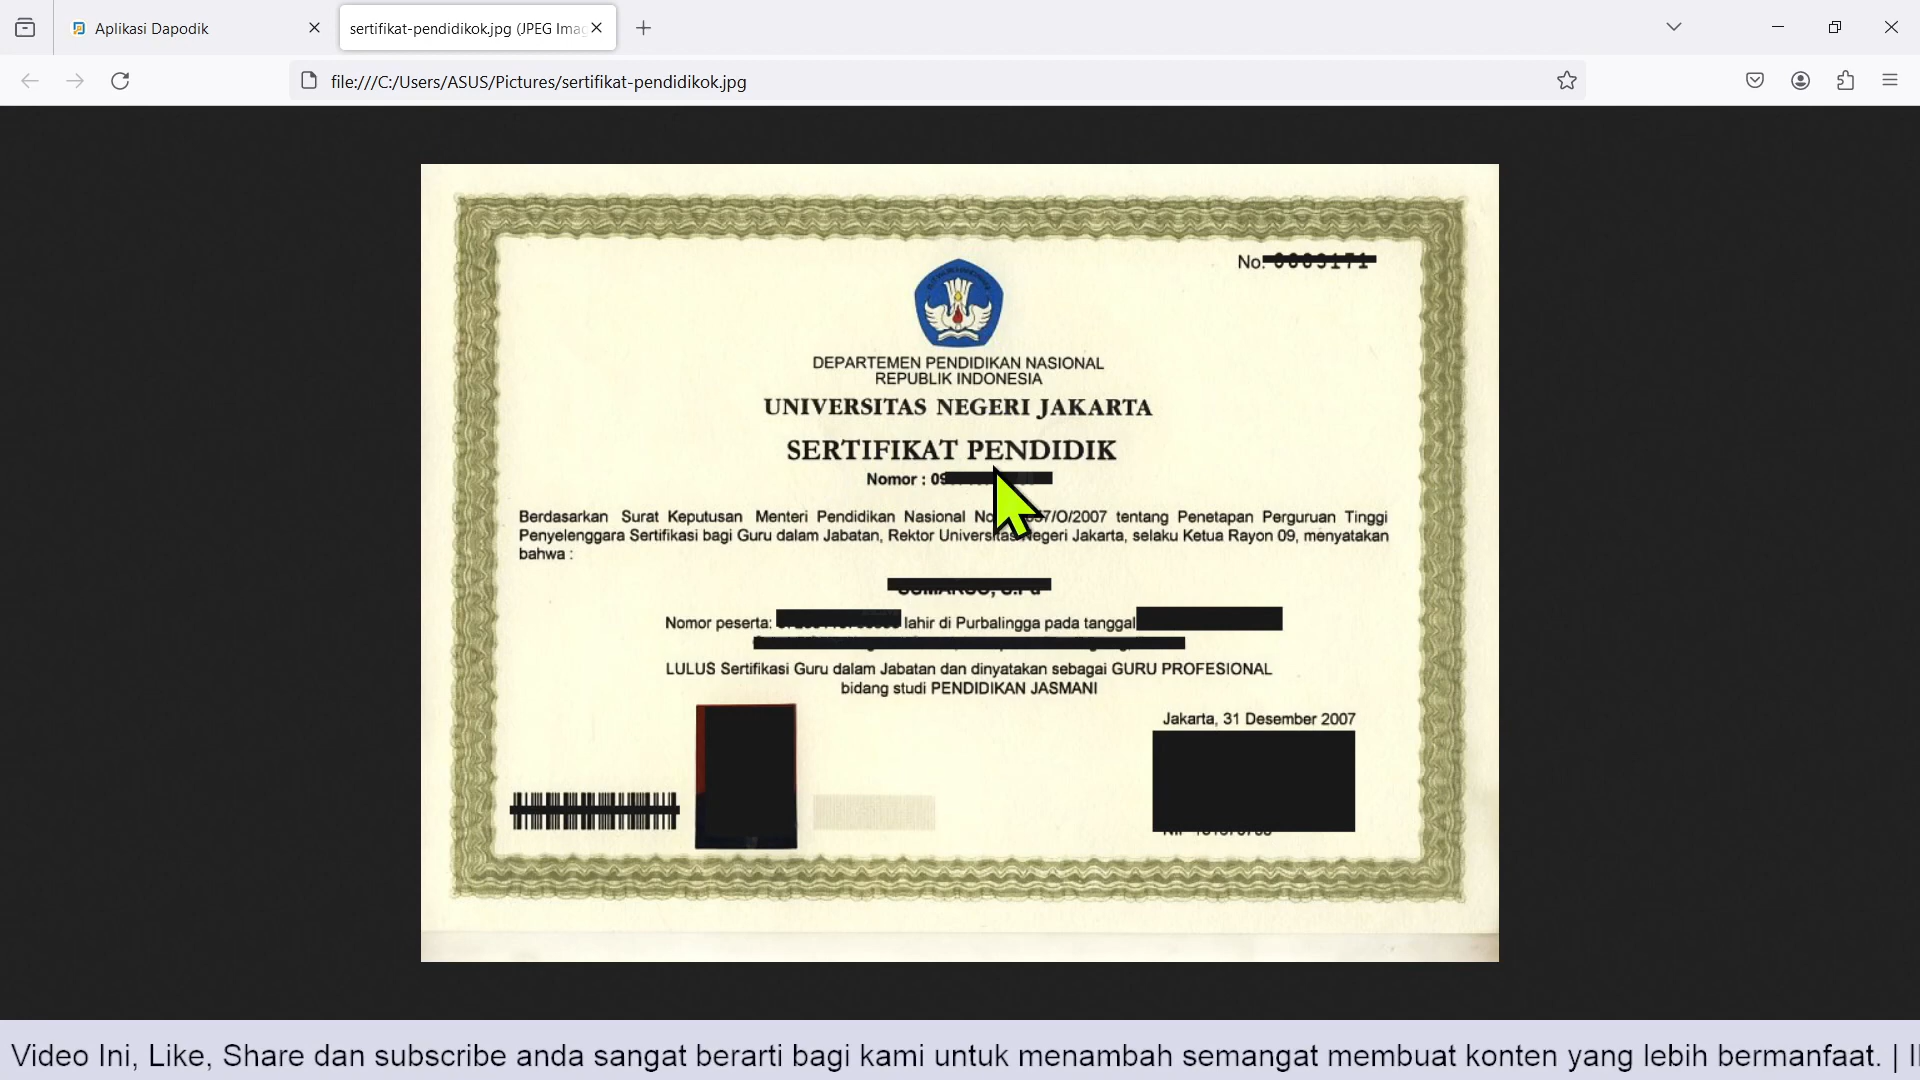 Aplikasi Dapodik
sertifikat-pendidikok.jpg (JPEG Imag
file:///C:/Users/ASUS/Pictures/sertifikat-pendidikok.jpg
No.
DEPARTEMEN PENDIDIKAN NASIONAL
REPUBLIK INDONESIA
UNIVERSITAS NEGERI JAKARTA
SERTIFIKAT PENDIDIK
Nomor : 09
Berdasarkan Surat Keputusan Menteri Pendidikan Nasional No 7/O/2007 tentang Penetapan Perguruan Tinggi
Penyelenggara Sertifikasi bagi Guru dalam Jabatan, Rektor Universitas Negeri Jakarta, selaku Ketua Rayon 09, menyatakan
bahwa :
Nomor peserta: lahir di Purbalingga pada tanggal
LULUS Sertifikasi Guru dalam Jabatan dan dinyatakan sebagai GURU PROFESIONAL
bidang studi PENDIDIKAN JASMANI
Jakarta, 31 Desember 2007
Video Ini, Like, Share dan subscribe anda sangat berarti bagi kami untuk menambah semangat membuat konten yang lebih bermanfaat. |